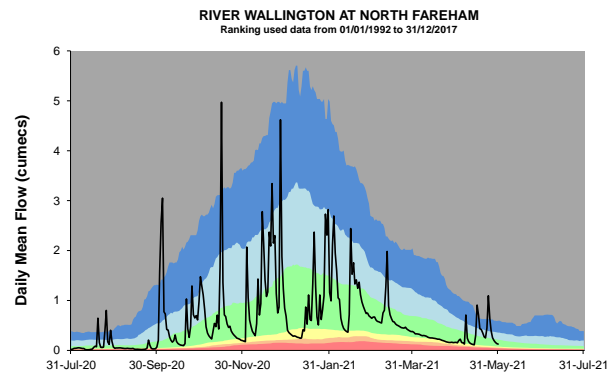 RIVER WALLINGTON AT NORTH FAREHAM
Ranking used data from 01/01/1992 to 31/12/2017
Daily Mean Flow (cumecs)
6
5
4
3
2
1
0
31-Jul-20 30-Sep-20 30-Nov-20 31-Jan-21 31-Mar-21 31-May-21 31-Jul-21